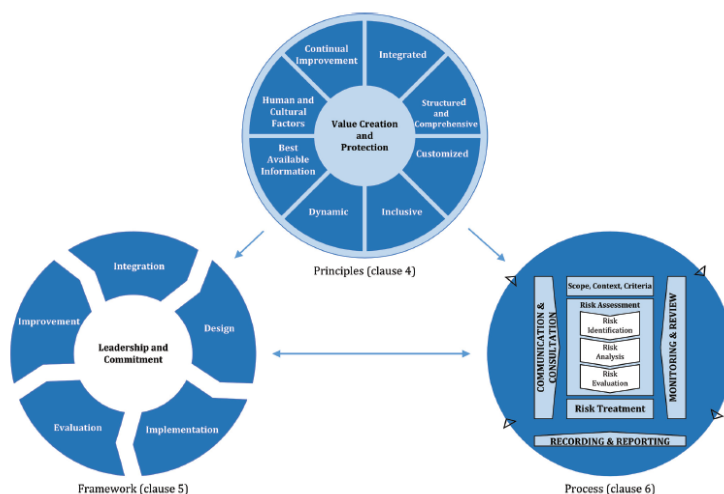 Continual
Improvement
Integrated
Human and
Cultural
Factors
Structured
and
Comprehensive
Value Creation
and
Protection
Best
Available
Information
Customized
Dynamic
Inclusive
Principles (clause 4)
Integration
Improvement
Design
Leadership and
Commitment
Evaluation
Implementation
Framework (clause 5)
Scope, Context, Criteria
Risk Assessment
Risk
Identification
Risk
Analysis
Risk
Evaluation
Risk Treatment
COMMUNICATION &
CONSULTATION
MONITORING & REVIEW
RECORDING & REPORTING
Process (clause 6)